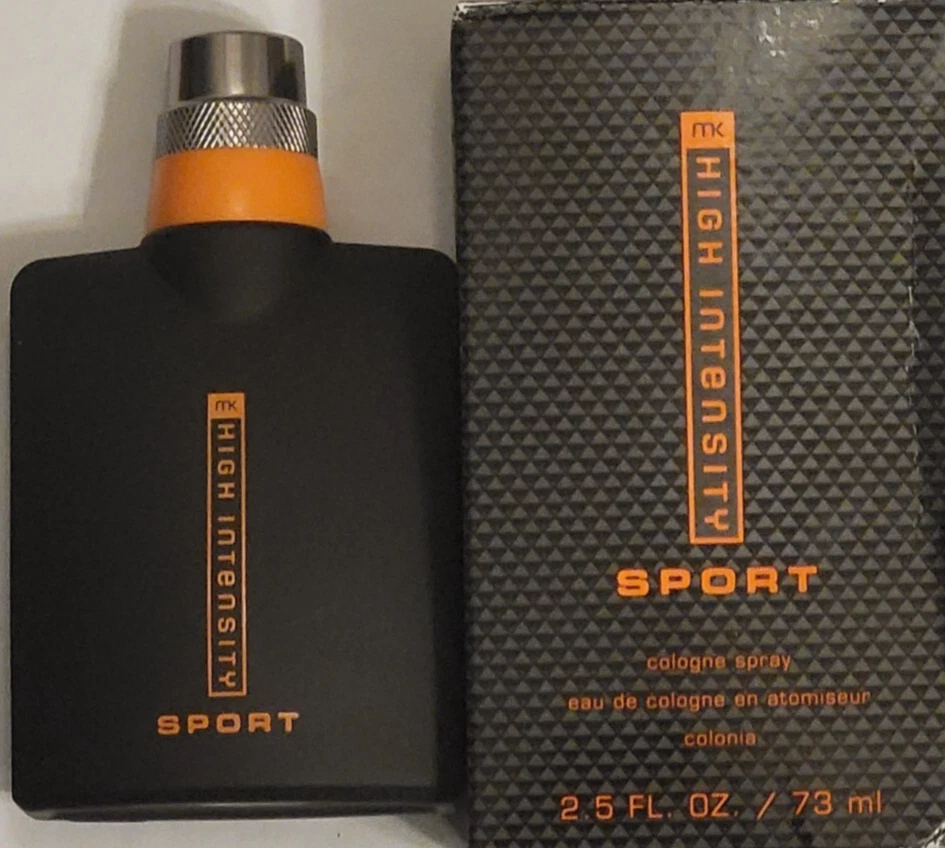 mk
HIGH INTENSITY
SPORT
mk
HIGH INTENSITY
SPORT
cologne spray
eau de cologne en atomiseur
colonia
2.5 FL. OZ. / 73 ml